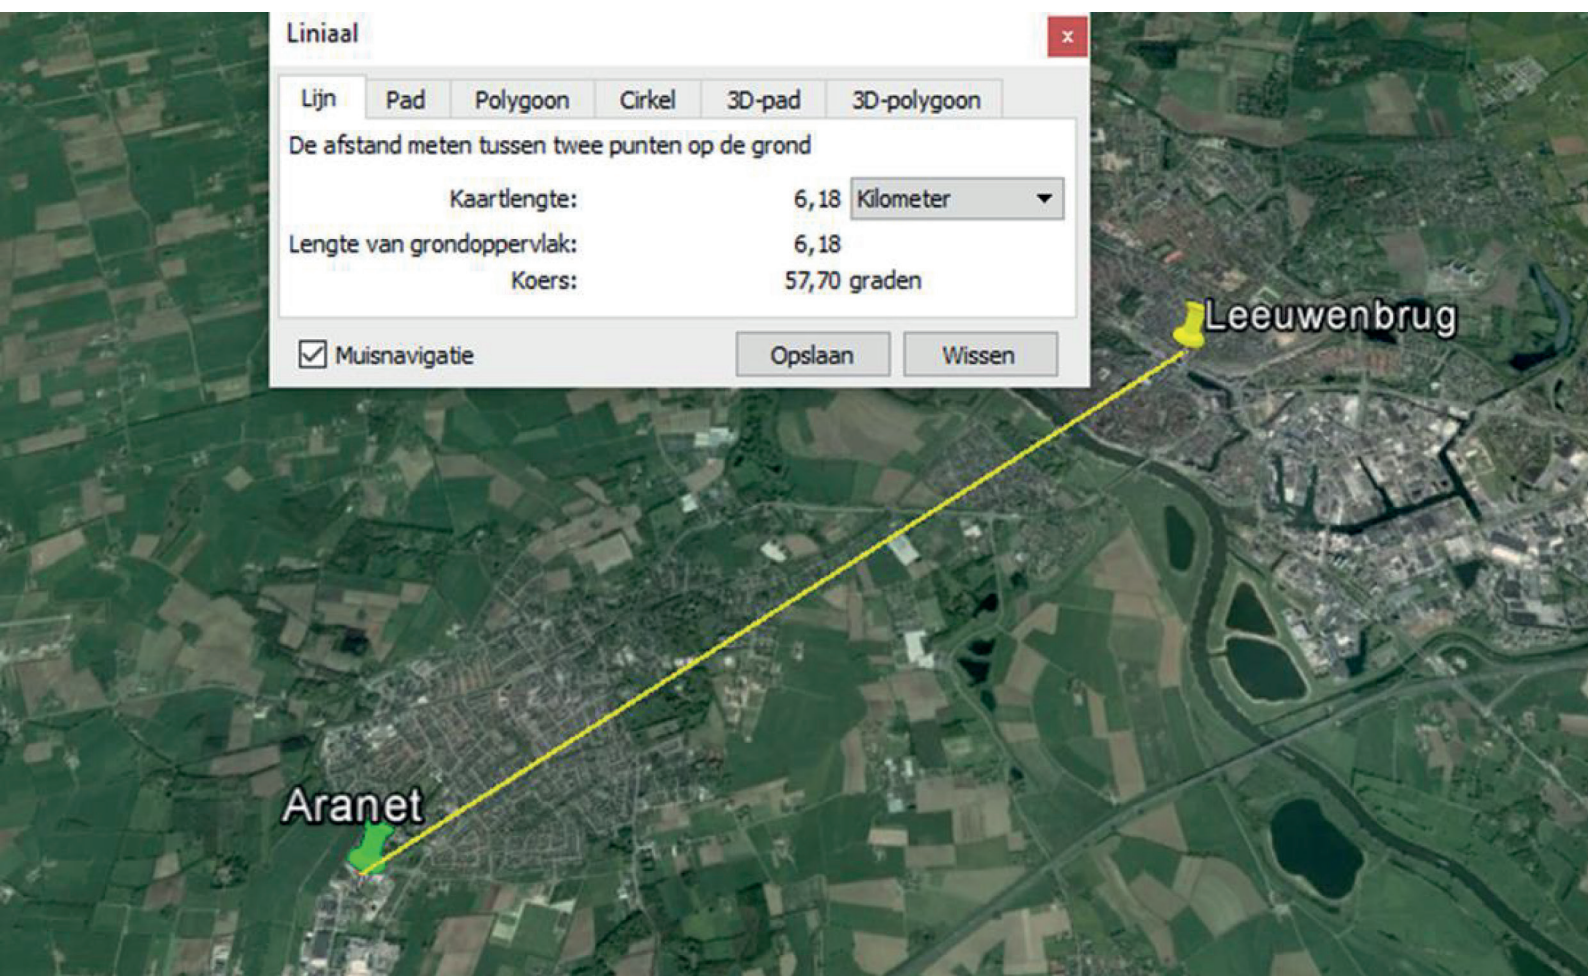 Liniaal
x
Lijn Pad Polygoon Cirkel 3D-pad 3D-polygoon
De afstand meten tussen twee punten op de grond
Kaartlengte: 6,18 Kilometer
Lengte van grondoppervlak: 6,18
Koers: 57,70 graden
Muisnavigatie Opslaan Wissen
Leeuwenbrug
Aranet